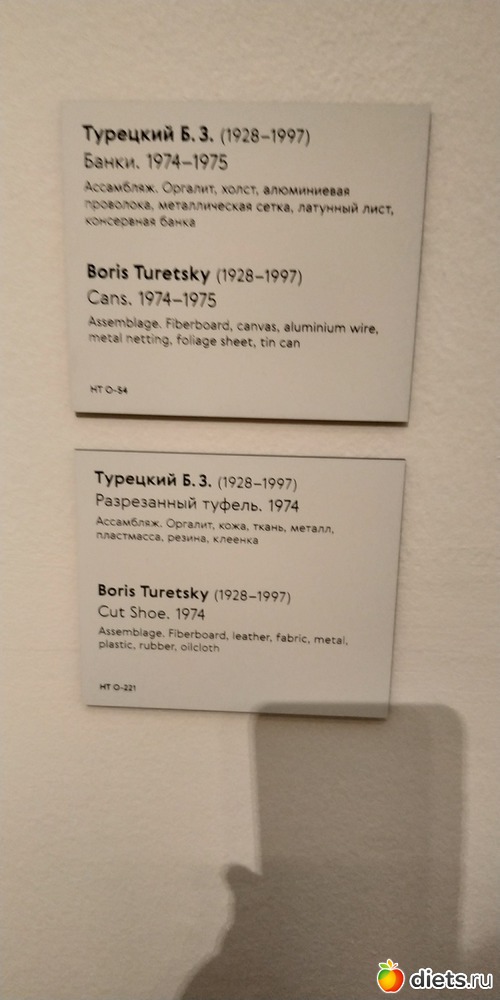 Турецкий Б. З. (1928–1997)
Банки. 1974–1975
Ассамбляж. Оргалит, холст, алюминиевая
проволока, металлическая сетка, латунный лист,
консервная банка
Boris Turetsky (1928–1997)
Cans. 1974–1975
Assemblage. Fiberboard, canvas, aluminium wire,
metal netting, foliage sheet, tin can
НТ О-54
Турецкий Б. З. (1928–1997)
Разрезанный туфель. 1974
Ассамбляж. Оргалит, кожа, ткань, металл,
пластмасса, резина, клеенка
Boris Turetsky (1928–1997)
Cut Shoe. 1974
Assemblage. Fiberboard, leather, fabric, metal,
plastic, rubber, oilcloth
НТ О-221
diets.ru